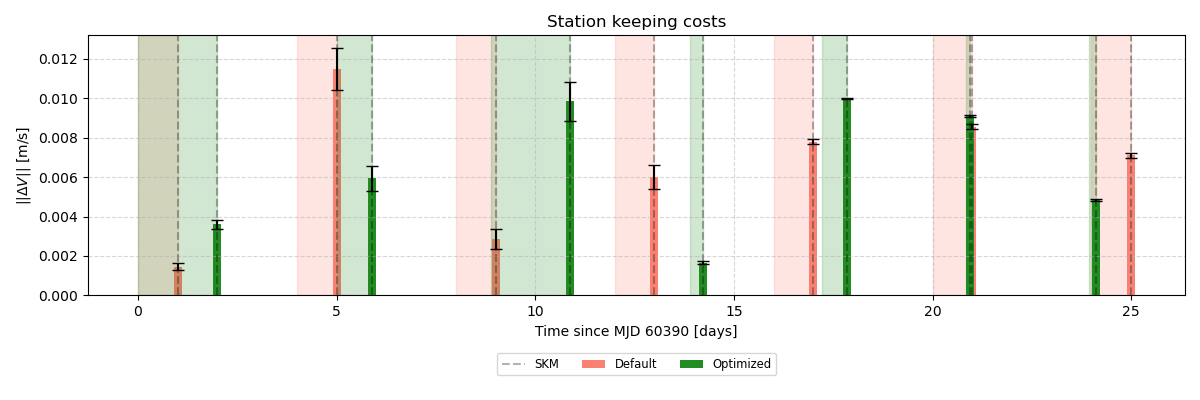 Station keeping costs
||ΔV|| [m/s]
0.012
0.010
0.008
0.006
0.004
0.002
0.000
0 5 10 15 20 25
Time since MJD 60390 [days]
SKM Default Optimized